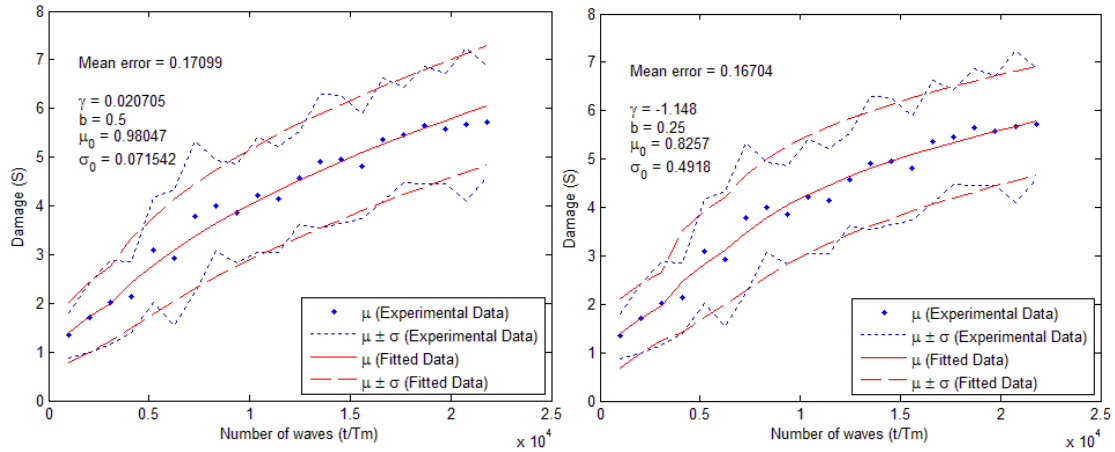 8
7
6
5
4
3
2
1
0
Damage (S)
Mean error = 0.17099
γ = 0.020705
b = 0.5
μ0 = 0.98047
σ0 = 0.071542
μ (Experimental Data)
μ ± σ (Experimental Data)
μ (Fitted Data)
μ ± σ (Fitted Data)
0 0.5 1 1.5 2 2.5
Number of waves (t/Tm)
x 10^4
8
7
6
5
4
3
2
1
0
Damage (S)
Mean error = 0.16704
γ = -1.148
b = 0.25
μ0 = 0.8257
σ0 = 0.4918
μ (Experimental Data)
μ ± σ (Experimental Data)
μ (Fitted Data)
μ ± σ (Fitted Data)
0 0.5 1 1.5 2 2.5
Number of waves (t/Tm)
x 10^4